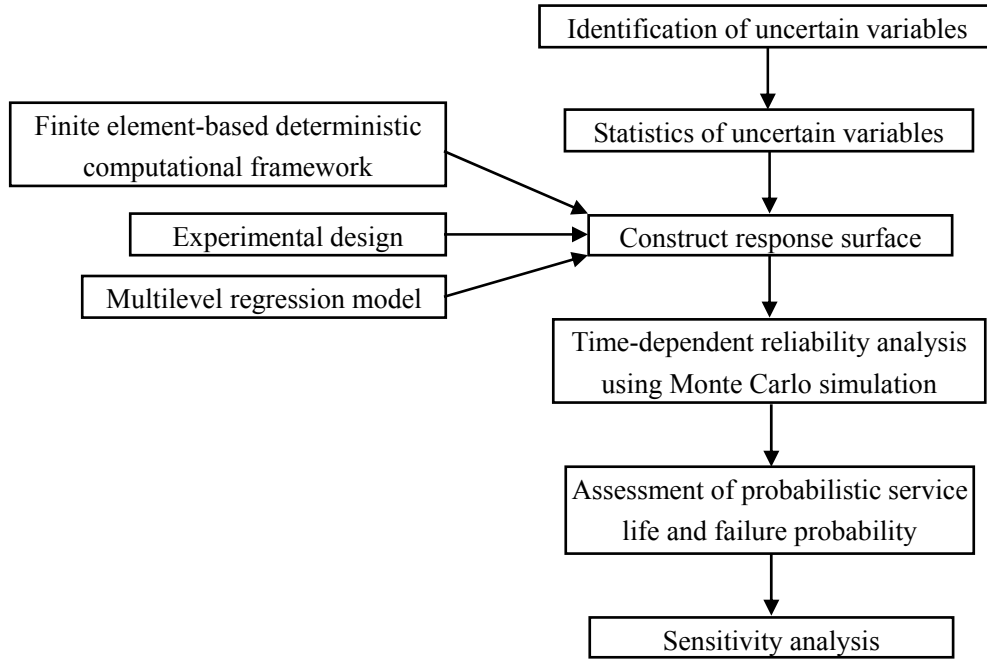 Identification of uncertain variables
Statistics of uncertain variables
Finite element-based deterministic
computational framework
Experimental design
Multilevel regression model
Construct response surface
Time-dependent reliability analysis
using Monte Carlo simulation
Assessment of probabilistic service
life and failure probability
Sensitivity analysis